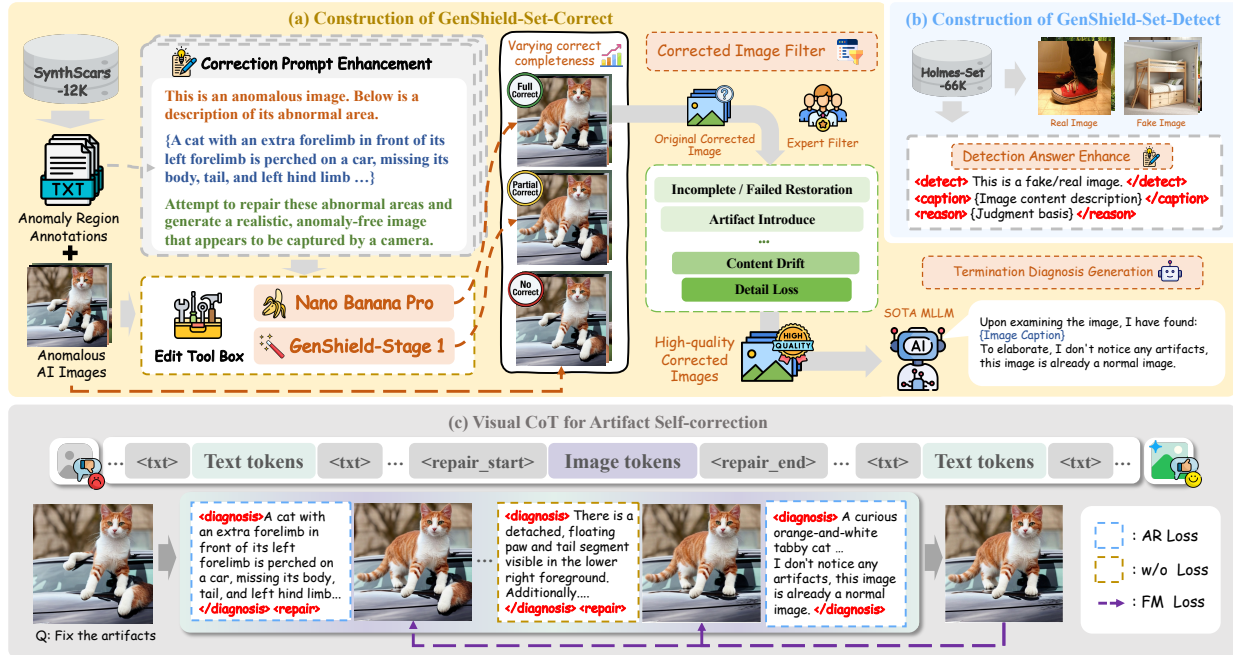 (a) Construction of GenShield-Set-Correct
SynthScars
-12K
TXT
Anomaly Region
Annotations
+
Anomalous
AI Images
Correction Prompt Enhancement
This is an anomalous image. Below is a
description of its abnormal area.
{A cat with an extra forelimb in front of its
left forelimb is perched on a car, missing its
body, tail, and left hind limb …}
Attempt to repair these abnormal areas and
generate a realistic, anomaly-free image
that appears to be captured by a camera.
Edit Tool Box
Nano Banana Pro
GenShield-Stage 1
Varying correct
completeness
Full
Correct
Partial
Correct
No
Correct
Corrected Image Filter
Original Corrected
Image
?
Expert Filter
Incomplete / Failed Restoration
Artifact Introduce
...
Content Drift
Detail Loss
High-quality
Corrected
Images
HIGH
QUALITY
(b) Construction of GenShield-Set-Detect
Holmes-Set
-66K
Real Image
Fake Image
Detection Answer Enhance
<detect> This is a fake/real image. </detect>
<caption> {Image content description} </caption>
<reason> {Judgment basis} </reason>
Termination Diagnosis Generation
SOTA MLLM
AI
Upon examining the image, I have found:
{Image Caption}
To elaborate, I don't notice any artifacts,
this image is already a normal image.
(c) Visual CoT for Artifact Self-correction
... <txt> Text tokens <txt> ... <repair_start> Image tokens <repair_end> ... <txt> Text tokens <txt> ...
Q: Fix the artifacts
<diagnosis>A cat with
an extra forelimb in
front of its left
forelimb is perched on
a car, missing its body,
tail, and left hind limb...
</diagnosis> <repair>
...
<diagnosis> There is a
detached, floating
paw and tail segment
visible in the lower
right foreground.
Additionally....
</diagnosis> <repair>
<diagnosis> A curious
orange-and-white
tabby cat ...
I don't notice any
artifacts, this image
is already a normal
image. </diagnosis>
: AR Loss
: w/o Loss
: FM Loss